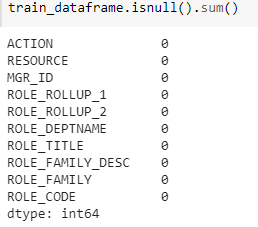 train_dataframe.isnull().sum()
ACTION 0
RESOURCE 0
MGR_ID 0
ROLE_ROLLUP_1 0
ROLE_ROLLUP_2 0
ROLE_DEPTNAME 0
ROLE_TITLE 0
ROLE_FAMILY_DESC 0
ROLE_FAMILY 0
ROLE_CODE 0
dtype: int64